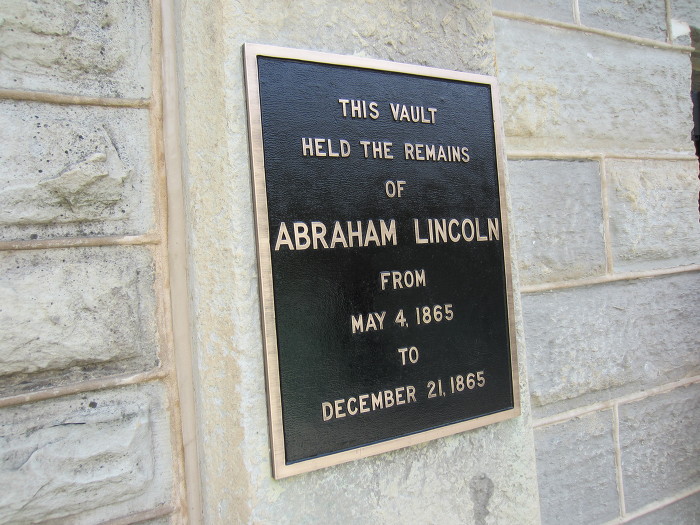 THIS VAULT
HELD THE REMAINS
OF
ABRAHAM LINCOLN
FROM
MAY 4, 1865
TO
DECEMBER 21, 1865